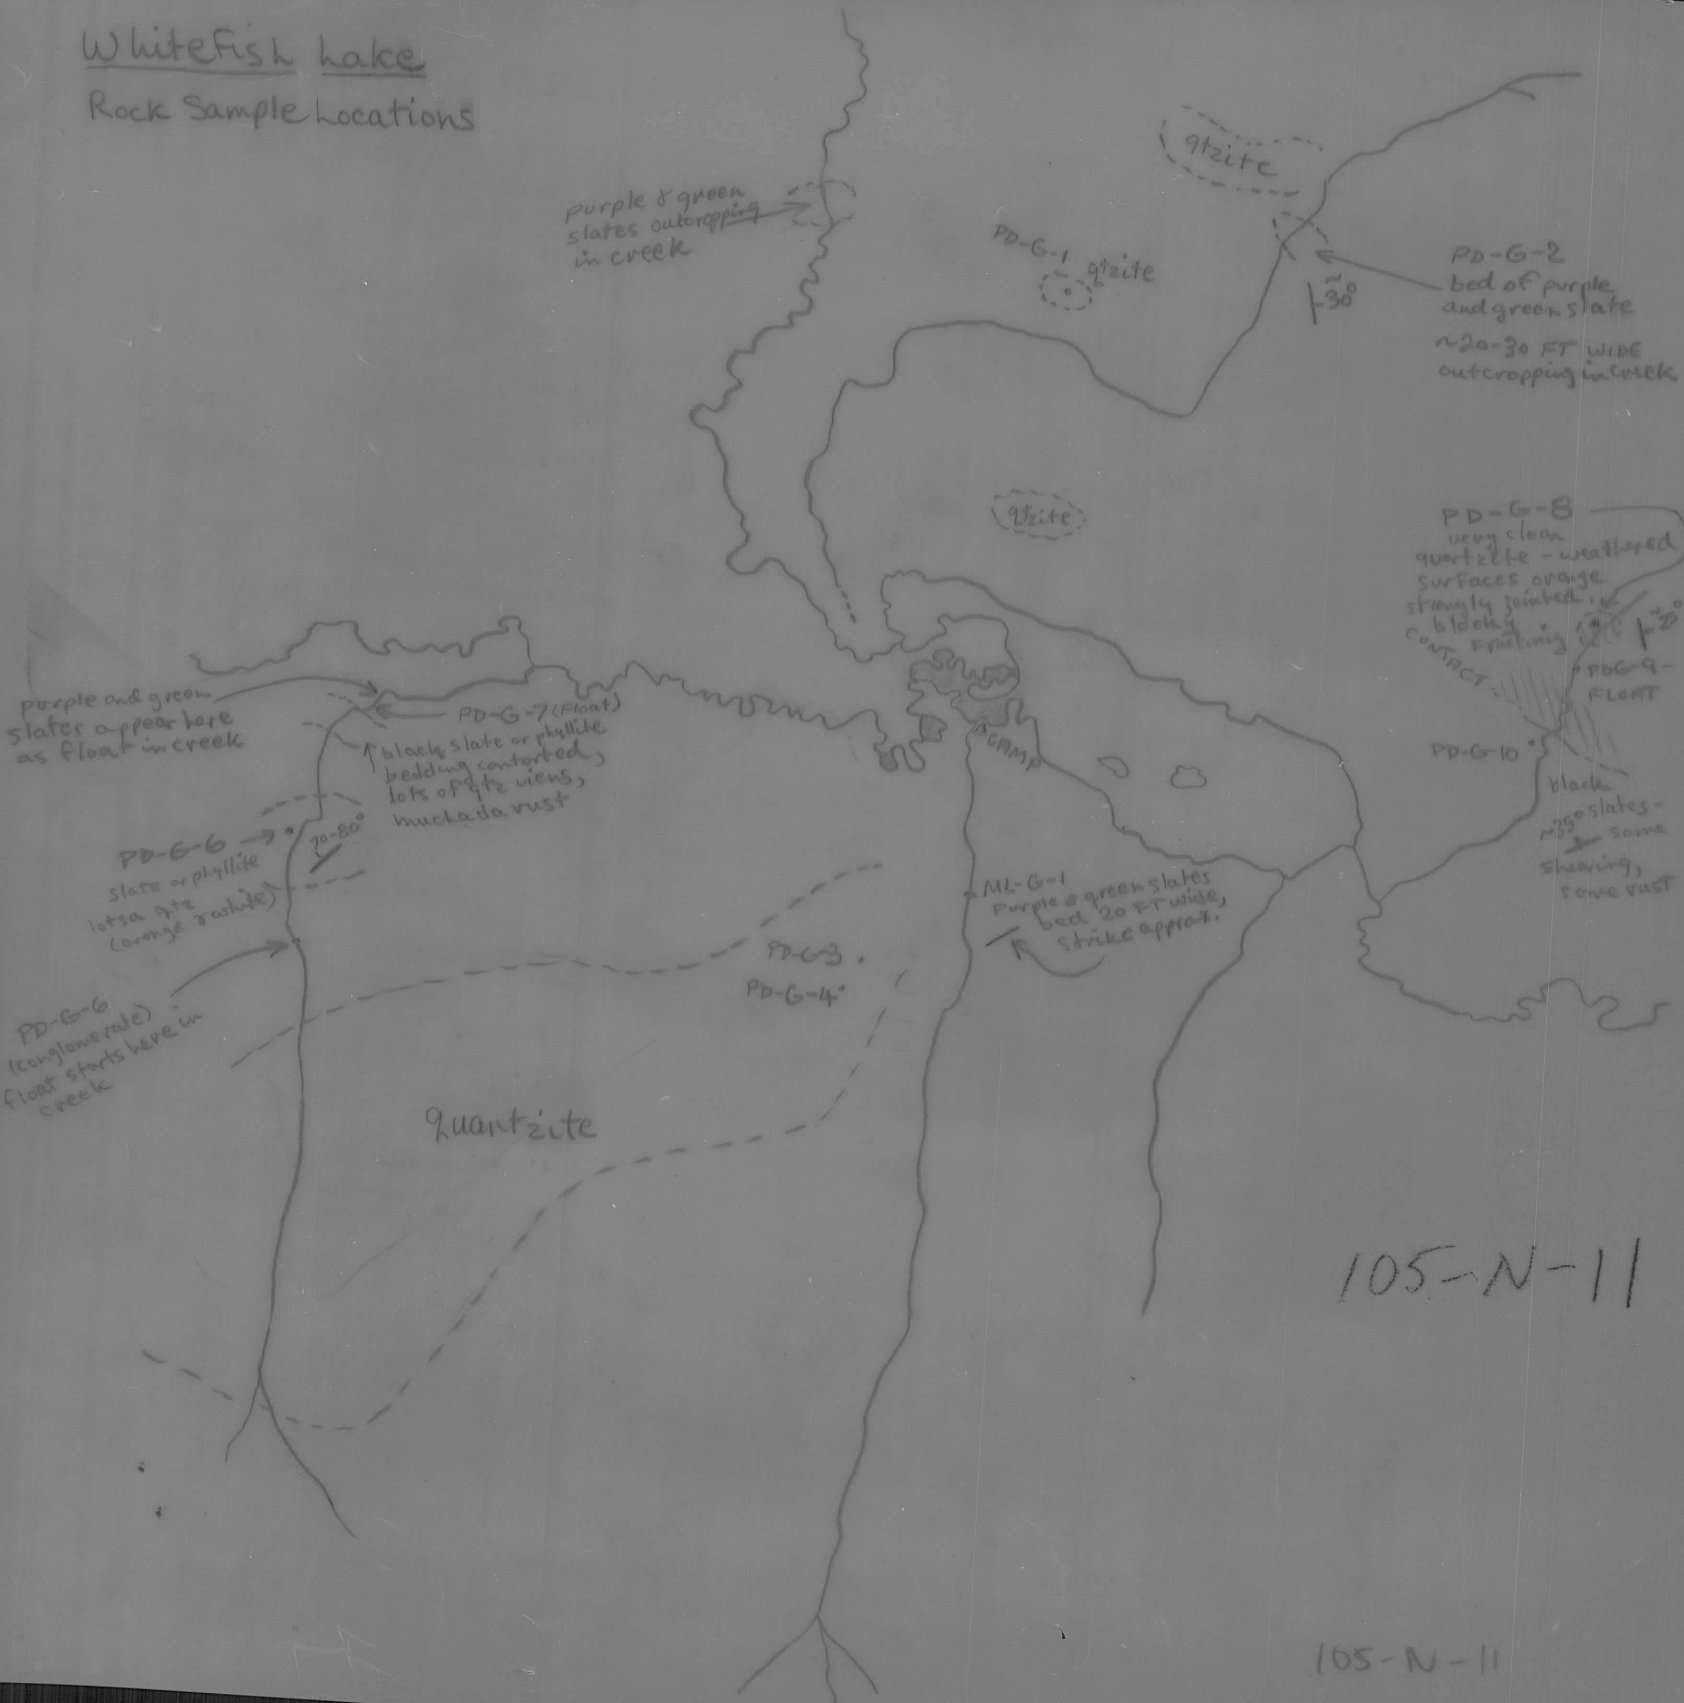 Whitefish Lake
Rock Sample Locations
purple & green
slates outcropping
in creek
qtzite
PD-G-1
qtzite
PD-G-2
bed of purple
and green slate
~20-30 FT WIDE
outcropping in creek
~30°
qtzite
PD-G-8
very clean
quartzite - weathered
surfaces orange
strongly jointed
blocky
Fracturing
CONTACT
PDG-9-
FLOAT
PD-G-10
black
slates-
~35° some
shearing,
some rust
purple and green
slates appear here
as float in creek
PD-G-7 (Float)
black slate or phyllite
bedding contorted,
lots of qtz viens,
muchada rust
CAMP
PD-G-6
slate or phyllite
lotsa qtz
(orange & white)
70-80°
ML-G-1
Purple & green slates
bed 20 FT wide,
strike approx.
PD-G-3
PD-G-4
PD-G-6
(conglomerate)
float starts here in
creek
quartzite
105-N-11
105-N-11